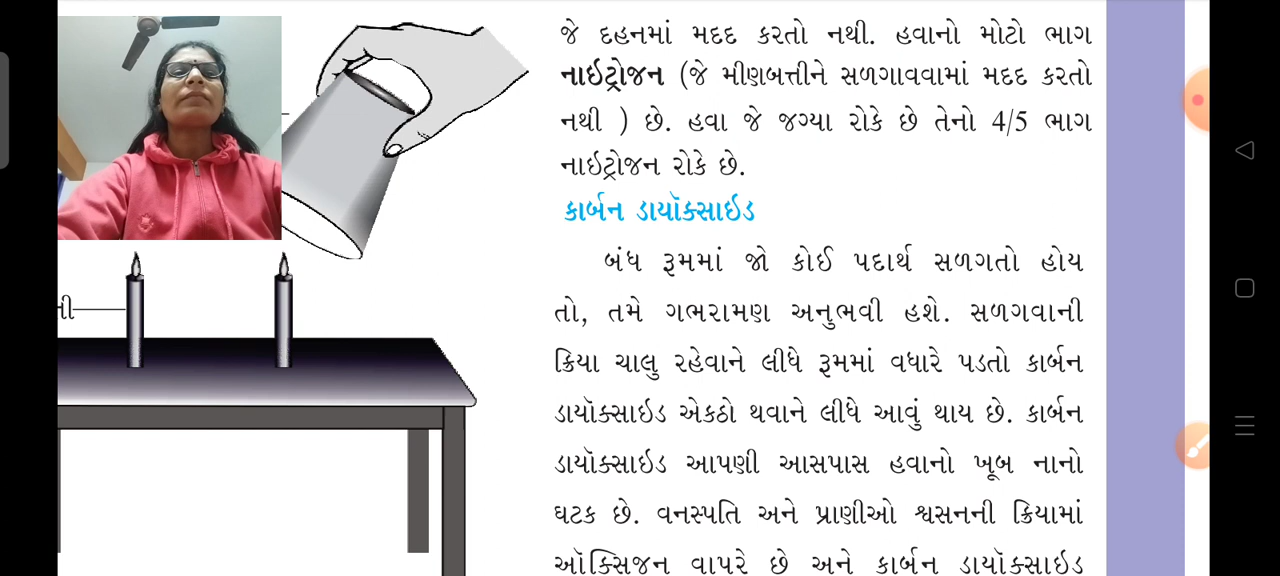 જે દહનમાં મદદ કરતો નથી. હવાનો મોટો ભાગ
નાઇટ્રોજન (જે મીણબત્તીને સળગાવવામાં મદદ કરતો
નથી ) છે. હવા જે જગ્યા રોકે છે તેનો 4/5 ભાગ
નાઇટ્રોજન રોકે છે.
કાર્બન ડાયૉક્સાઇડ
બંધ રૂમમાં જો કોઈ પદાર્થ સળગતો હોય
તો, તમે ગભરામણ અનુભવી હશે. સળગવાની
ક્રિયા ચાલુ રહેવાને લીધે રૂમમાં વધારે પડતો કાર્બન
ડાયૉક્સાઇડ એકઠો થવાને લીધે આવું થાય છે. કાર્બન
ડાયૉક્સાઇડ આપણી આસપાસ હવાનો ખૂબ નાનો
ઘટક છે. વનસ્પતિ અને પ્રાણીઓ શ્વસનની ક્રિયામાં
ઑક્સિજન વાપરે છે અને કાર્બન ડાયૉક્સાઇડ